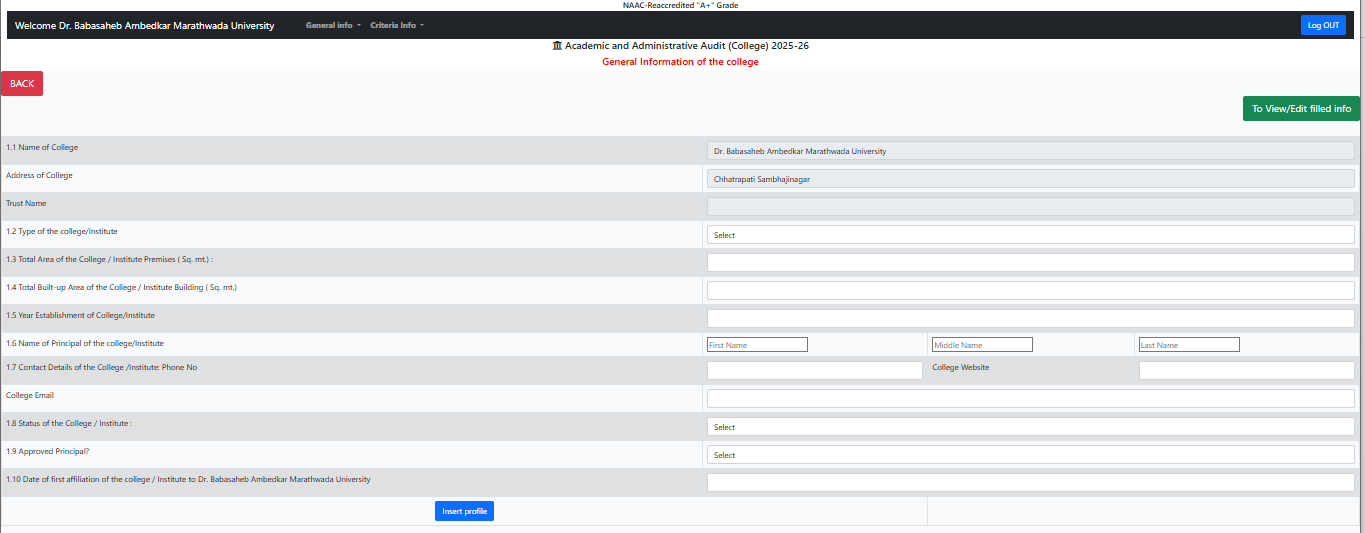 NAAC-Reaccredited "A+" Grade
Welcome Dr. Babasaheb Ambedkar Marathwada University General info Criteria Info Log OUT
Academic and Administrative Audit (College) 2025-26
General Information of the college
BACK
To View/Edit filled info
1.1 Name of College Dr. Babasaheb Ambedkar Marathwada University
Address of College Chhatrapati Sambhajinagar
Trust Name
1.2 Type of the college/Institute Select
1.3 Total Area of the College / Institute Premises ( Sq. mt.) :
1.4 Total Built-up Area of the College / Institute Building ( Sq. mt.)
1.5 Year Establishment of College/Institute
1.6 Name of Principal of the college/Institute First Name Middle Name Last Name
1.7 Contact Details of the College /Institute: Phone No College Website
College Email
1.8 Status of the College / Institute : Select
1.9 Approved Principal? Select
1.10 Date of first affiliation of the college / Institute to Dr. Babasaheb Ambedkar Marathwada University
Insert profile